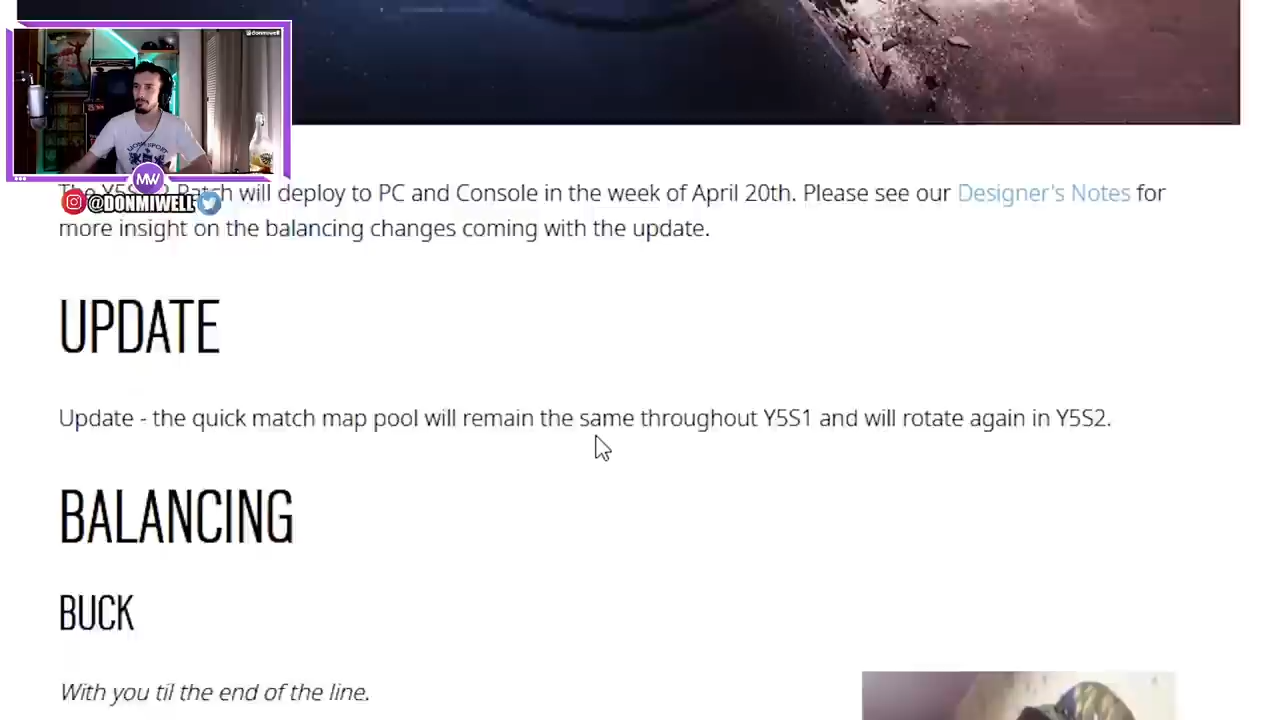 donmiwell
MW
@DONMIWELL
The Patch will deploy to PC and Console in the week of April 20th. Please see our Designer's Notes for
more insight on the balancing changes coming with the update.
UPDATE
Update - the quick match map pool will remain the same throughout Y5S1 and will rotate again in Y5S2.
BALANCING
BUCK
With you til the end of the line.